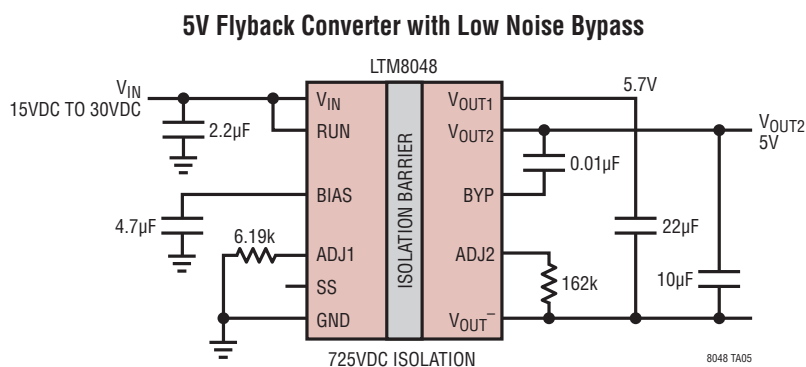 5V Flyback Converter with Low Noise Bypass
LTM8048
VIN
15VDC TO 30VDC
2.2µF
4.7µF
6.19k
VIN
RUN
BIAS
ADJ1
SS
GND
ISOLATION BARRIER
VOUT1
VOUT2
BYP
ADJ2
VOUT–
5.7V
VOUT2
5V
0.01µF
22µF
162k
10µF
725VDC ISOLATION
8048 TA05